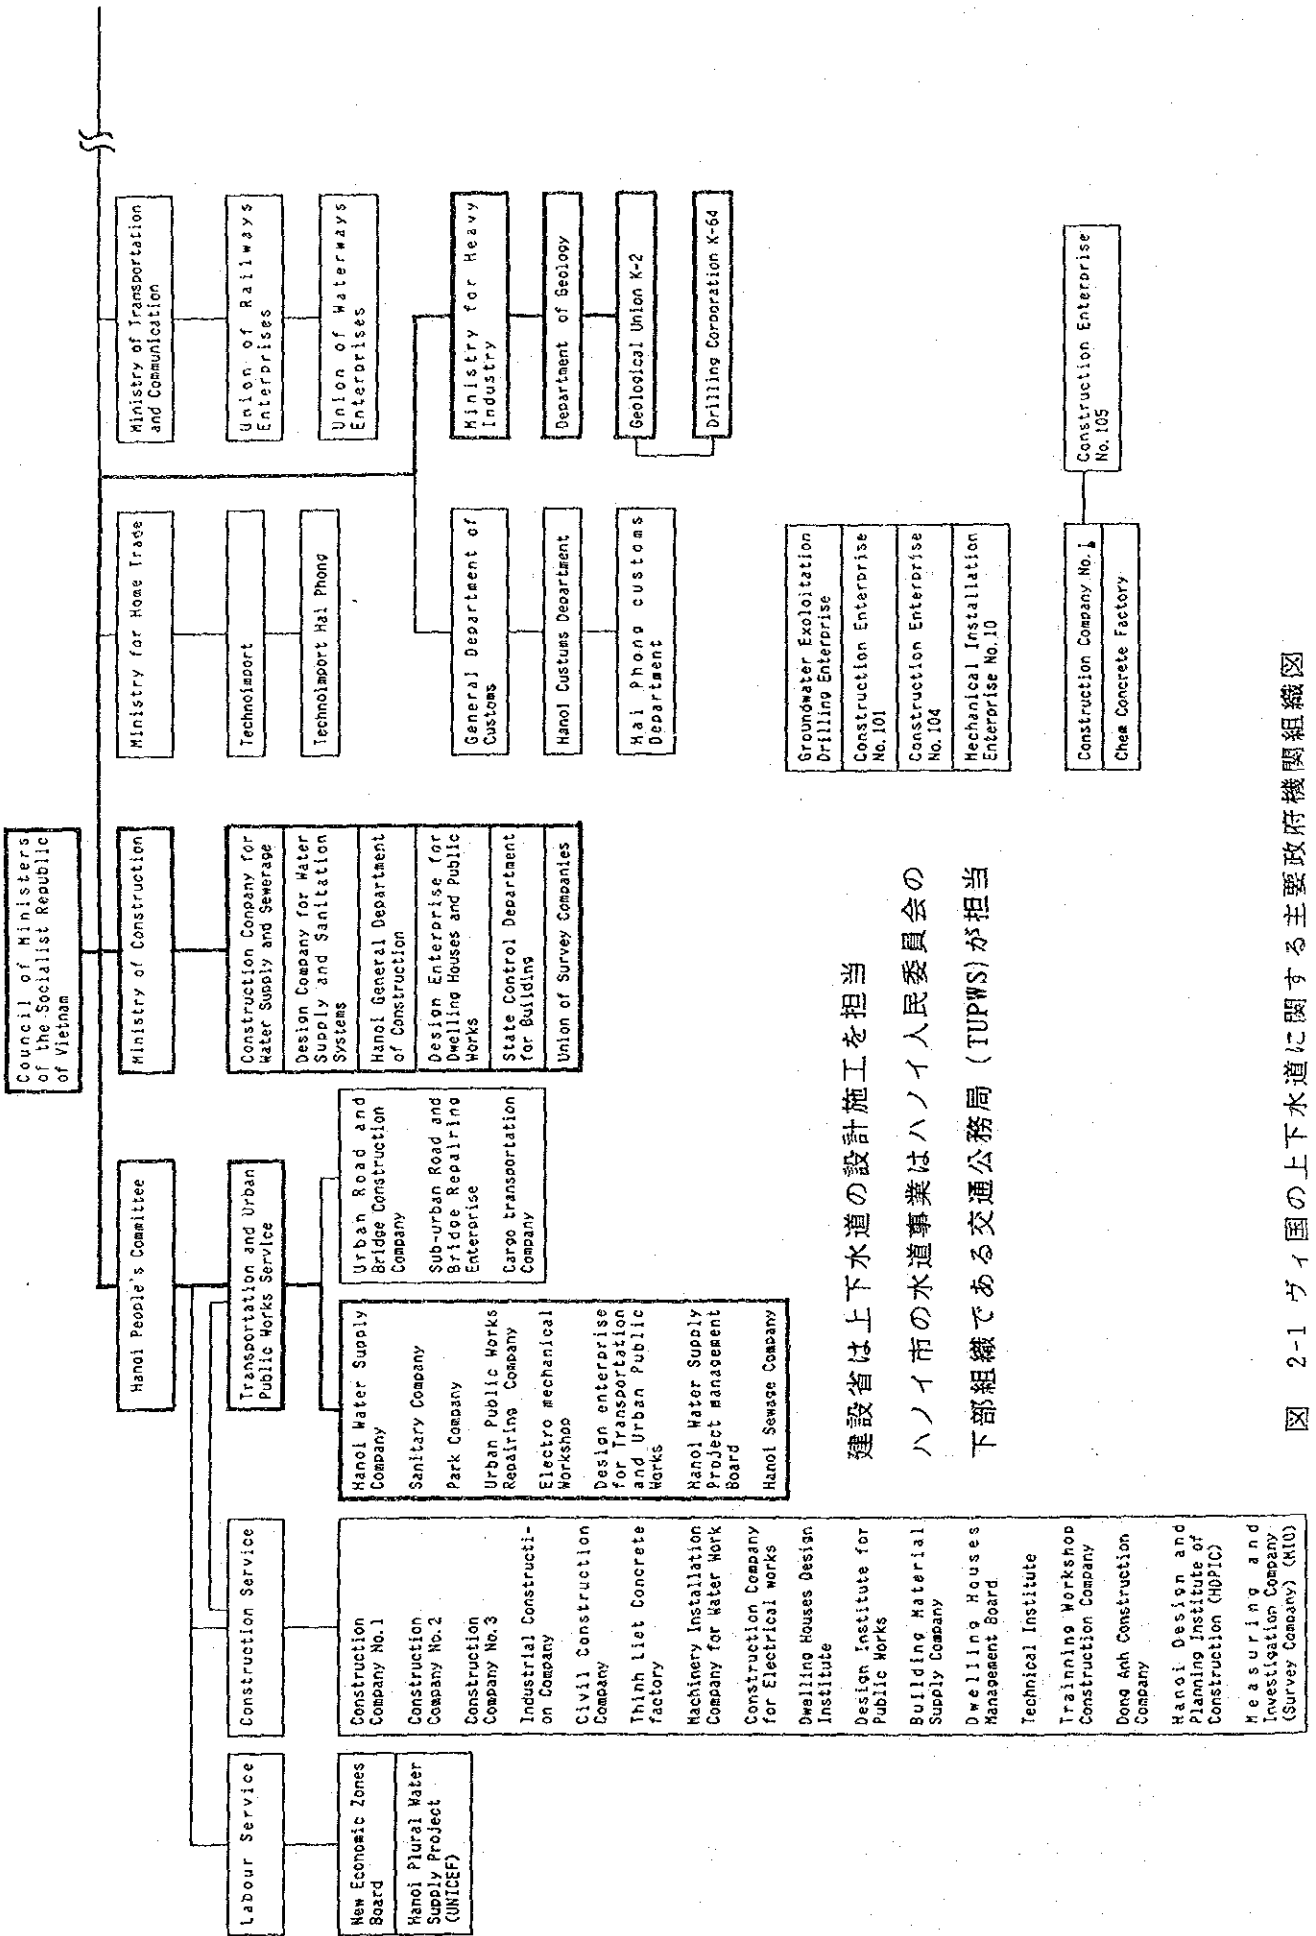 Council of Ministers
of the Socialist Republic
of Vietnam
Hanoi People's Committee
Ministry of Construction
Ministry for Home Trade
Ministry of Transportation
and Communication
Labour Service
Construction Service
Transportation and Urban
Public Works Service
Construction Company for
Water Supply and Sewerage
Design Company for Water
Supply and Sanitation
Systems
Hanoi General Department
of Construction
Design Enterprise for
Dwelling Houses and Public
Works
State Control Department
for Building
Union of Survey Companies
Technoimport
Technoimport Hai Phong
Union of Railways
Enterprises
Union of Waterways
Enterprises
New Economic Zones
Board
Hanoi Plural Water
Supply Project
(UNICEF)
Construction
Company No.1
Construction
Company No.2
Construction
Company No.3
Industrial Constructi-
on Company
Civil Construction
Company
Thinh Liet Concrete
factory
Machinery Installation
Company for Water Work
Construction Company
for Electrical works
Dwelling Houses Design
Institute
Design Institute for
Public Works
Building Material
Supply Company
Dwelling Houses
Management Board
Technical Institute
Trainning Workshop
Construction Company
Dong Anh Construction
Company
Hanoi Design and
Planning Institute of
Construction (HDPIC)
Measuring and
Investigation Company
(Survey Company) (MIU)
Hanoi Water Supply
Company
Sanitary Company
Park Company
Urban Public Works
Repairing Company
Electro mechanical
Workshop
Design enterprise
for Transportation
and Urban Public
Works
Hanoi Water Supply
Project management
Board
Hanoi Sewage Company
Urban Road and
Bridge Construction
Company
Sub-urban Road and
Bridge Repairing
Enterprise
Cargo transportation
Company
General Department of
Customs
Hanoi Custums Department
Hai Phong customs
Department
Ministry for Heavy
Industry
Department of Geology
Geological Union K-2
Drilling Corporation K-64
Groundwater Exploitation
Drilling Enterprise
Construction Enterprise
No.101
Construction Enterprise
No.104
Mechanical Installation
Enterprise No.10
Construction Company No.1
Chem Concrete Factory
Construction Enterprise
No.105
建設省は上下水道の設計施工を担当
ハノイ市の水道事業はハノイ人民委員会の
下部組織である交通公務局(TUPWS)が担当
図 2-1 ヴィ国の上下水道に関する主要政府機関組織図